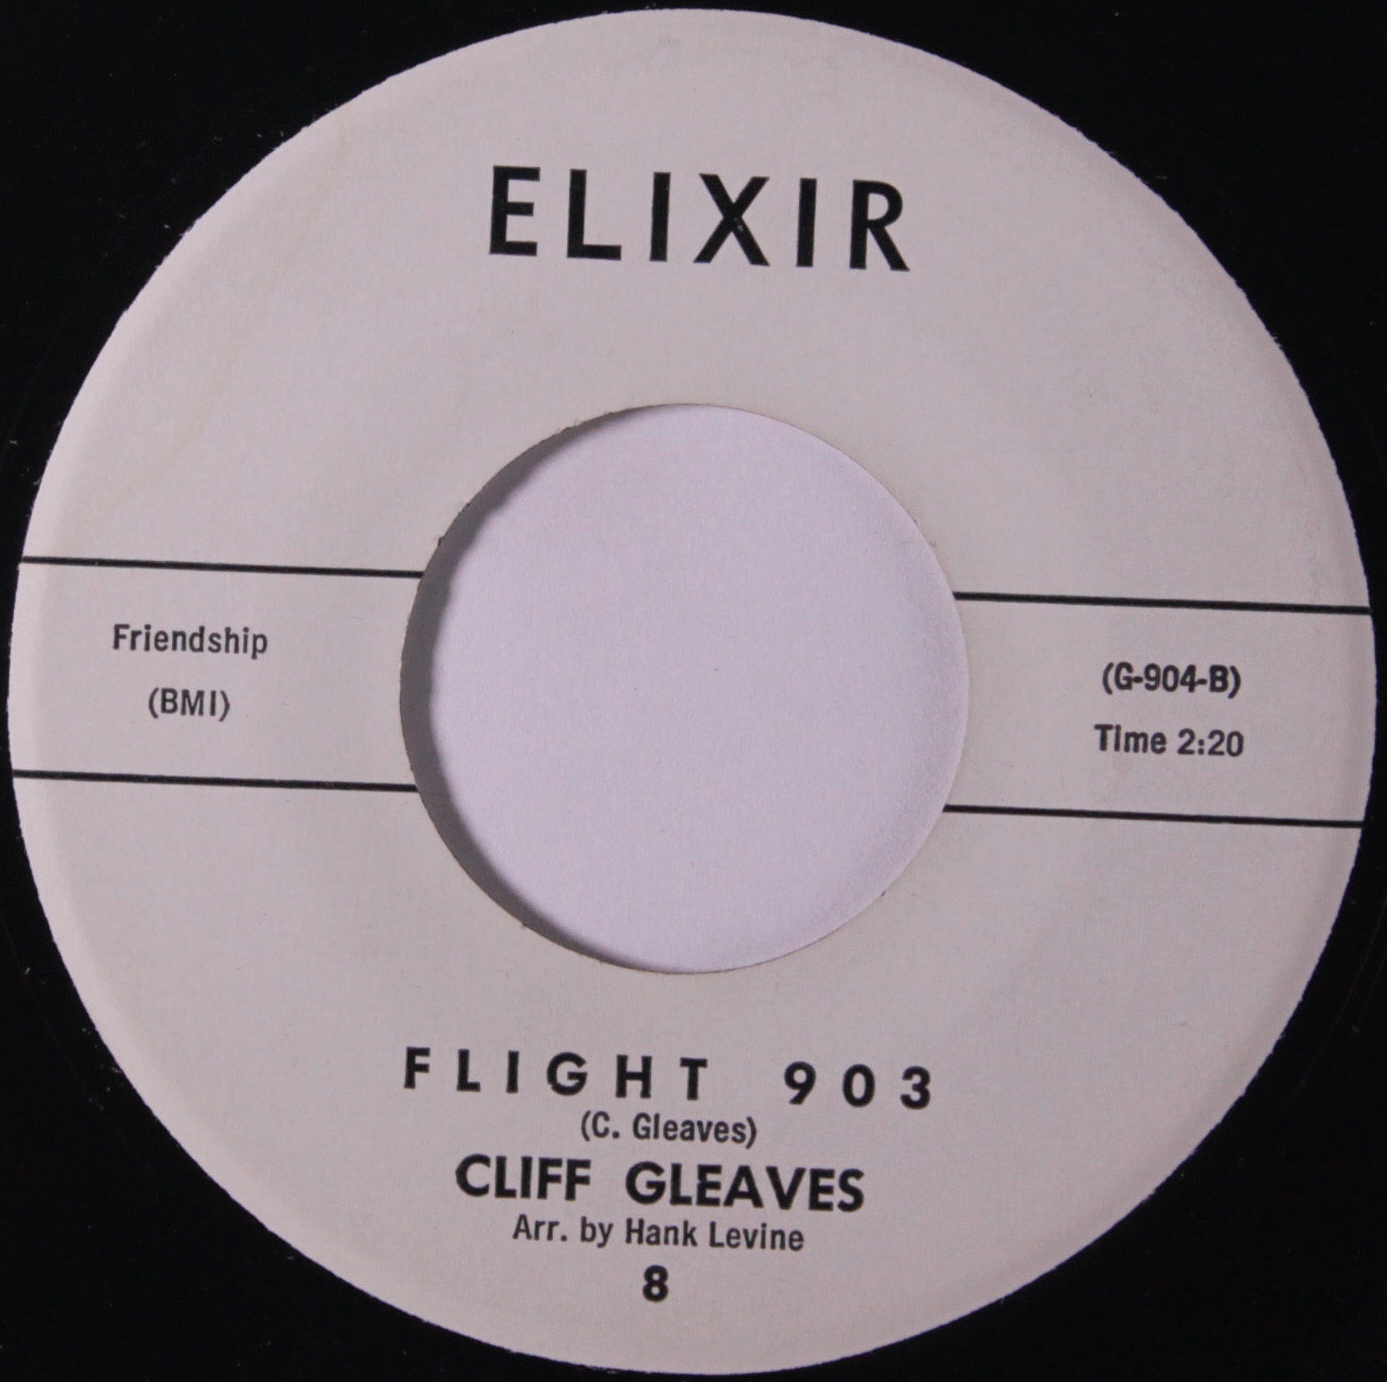 ELIXIR
Friendship
(BMI)
(G-904-B)
Time 2:20
FLIGHT 903
(C. Gleaves)
CLIFF GLEAVES
Arr. by Hank Levine
8